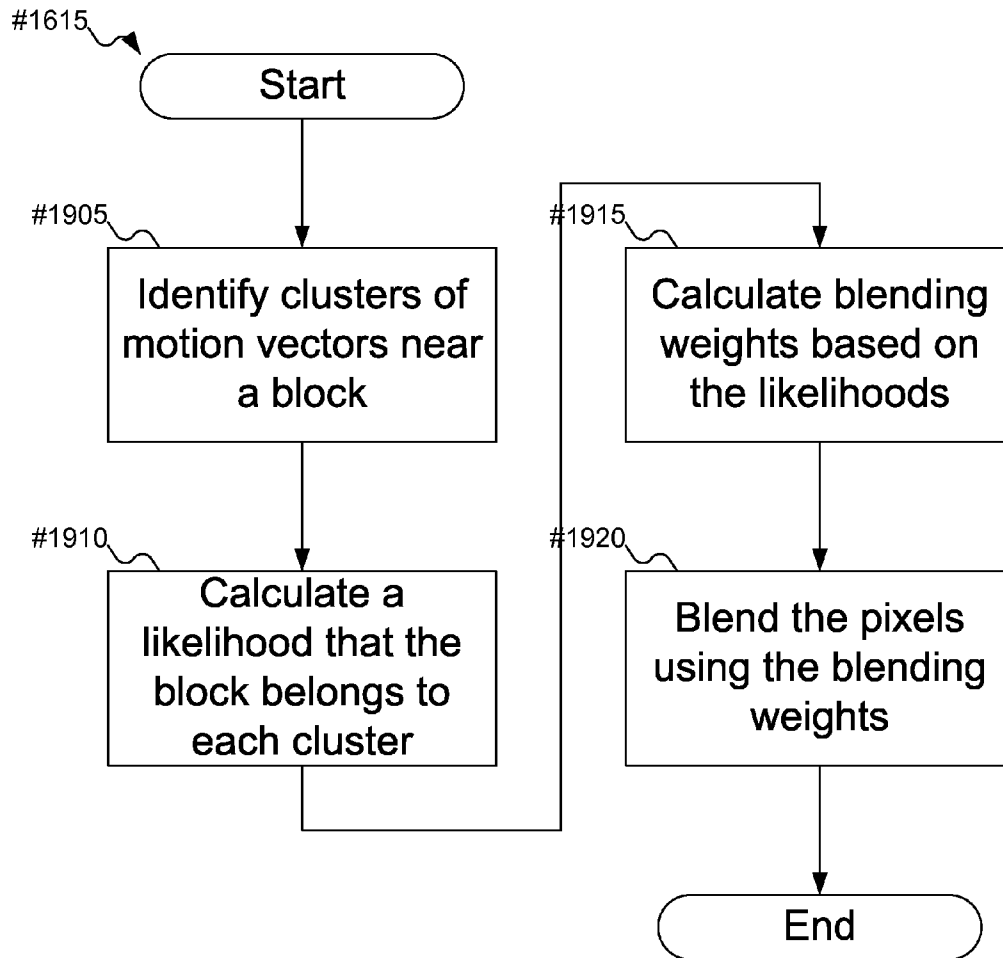 #1615
Start
#1905
Identify clusters of
motion vectors near
a block
#1910
Calculate a
likelihood that the
block belongs to
each cluster
#1915
Calculate blending
weights based on
the likelihoods
#1920
Blend the pixels
using the blending
weights
End